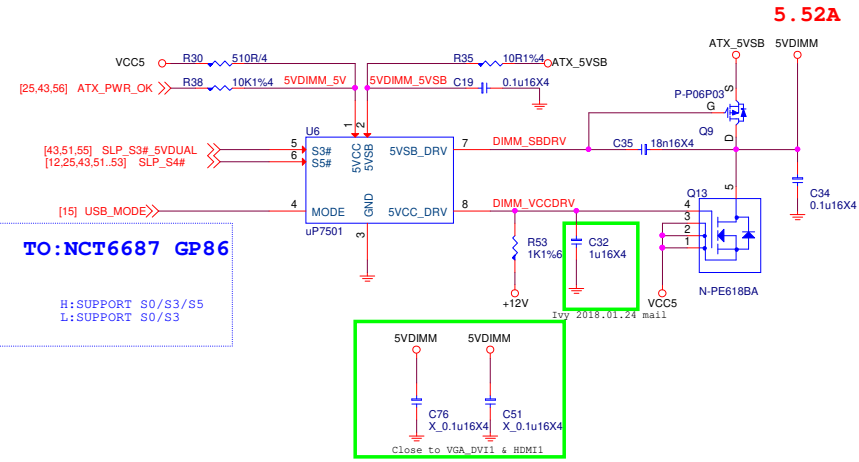 5.52A
ATX_5VSB 5VDIMM
VCC5 R30 510R/4 R35 10R1%4 ATX_5VSB
[25,43,56] ATX_PWR_OK R38 10K1%4 5VDIMM_5V 5VDIMM_5VSB C19 0.1u16X4
P-P06P03
S
G
Q9
D
U6
1 2
[43,51,55] SLP_S3#_5VDUAL 5 S3# 5VCC 5VSB 5VSB_DRV 7 DIMM_SBDRV C35 18n16X4
[12,25,43,51..53] SLP_S4# 6 S5#
[15] USB_MODE 4 MODE GND 5VCC_DRV 8 DIMM_VCCDRV
uP7501
3
5
Q13
4
3
2
1
N-PE618BA
C34
0.1u16X4
R53
1K1%6
C32
1u16X4
+12V
VCC5
Ivy 2018.01.24 mail
TO:NCT6687 GP86
H:SUPPORT S0/S3/S5
L:SUPPORT S0/S3
5VDIMM 5VDIMM
C76 C51
X_0.1u16X4 X_0.1u16X4
Close to VGA_DVI1 & HDMI1